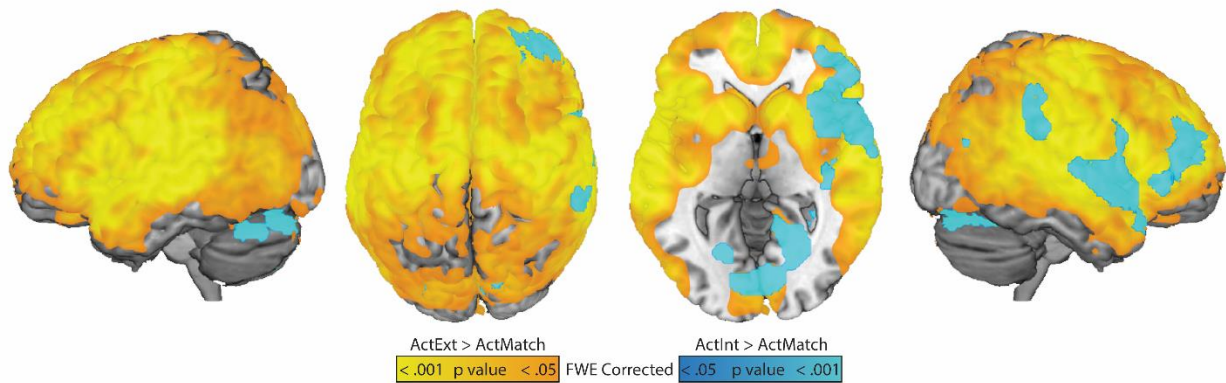 ActExt > ActMatch
ActInt > ActMatch
< .001 p value < .05 FWE Corrected < .05 p value < .001